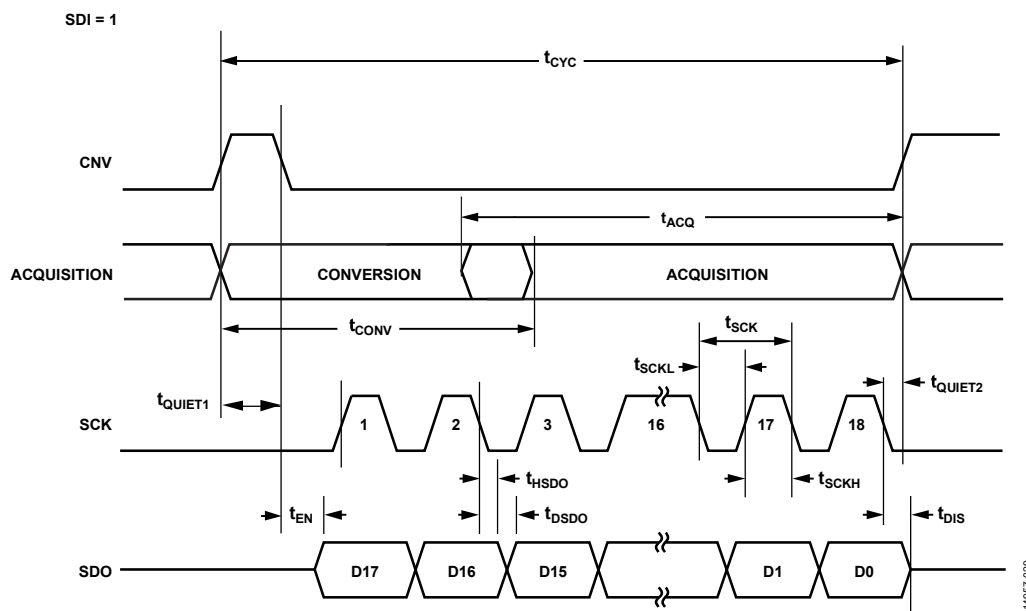 SDI = 1
tCYC
CNV
tACQ
ACQUISITION
CONVERSION
ACQUISITION
tCONV
tSCK
tSCKL
tQUIET1
tQUIET2
SCK
1
2
3
16
17
18
tHSDO
tSCKH
tEN
tDSDO
tDIS
SDO
D17
D16
D15
D1
D0